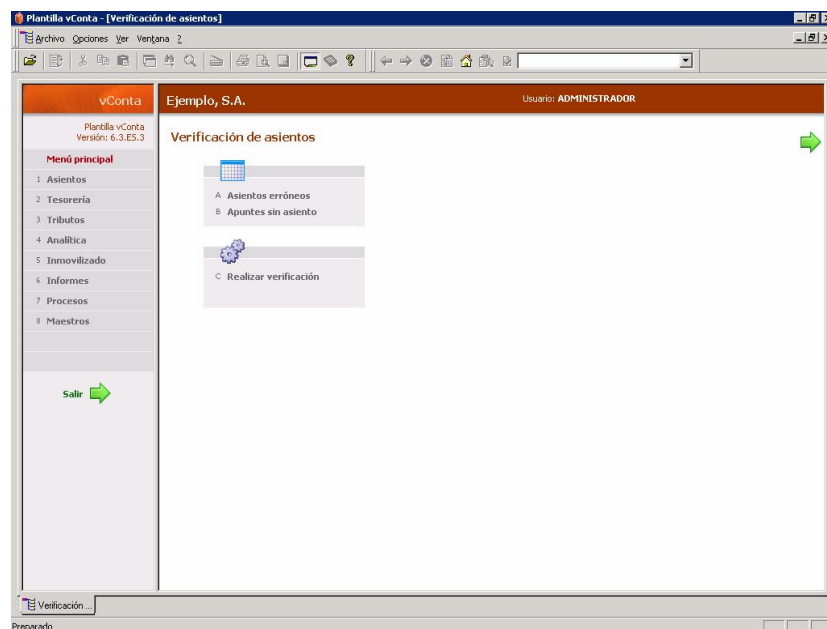 Plantilla vConta - [Verificación de asientos]
Archivo Opciones Ver Ventana ?
vConta
Ejemplo, S.A.
Usuario: ADMINISTRADOR
Plantilla vConta
Versión: 6.3.E5.3
Menú principal
1 Asientos
2 Tesorería
3 Tributos
4 Analítica
5 Inmovilizado
6 Informes
7 Procesos
8 Maestros
Salir
Verificación de asientos
A Asientos erróneos
B Apuntes sin asiento
C Realizar verificación
Verificación ...
Preparado